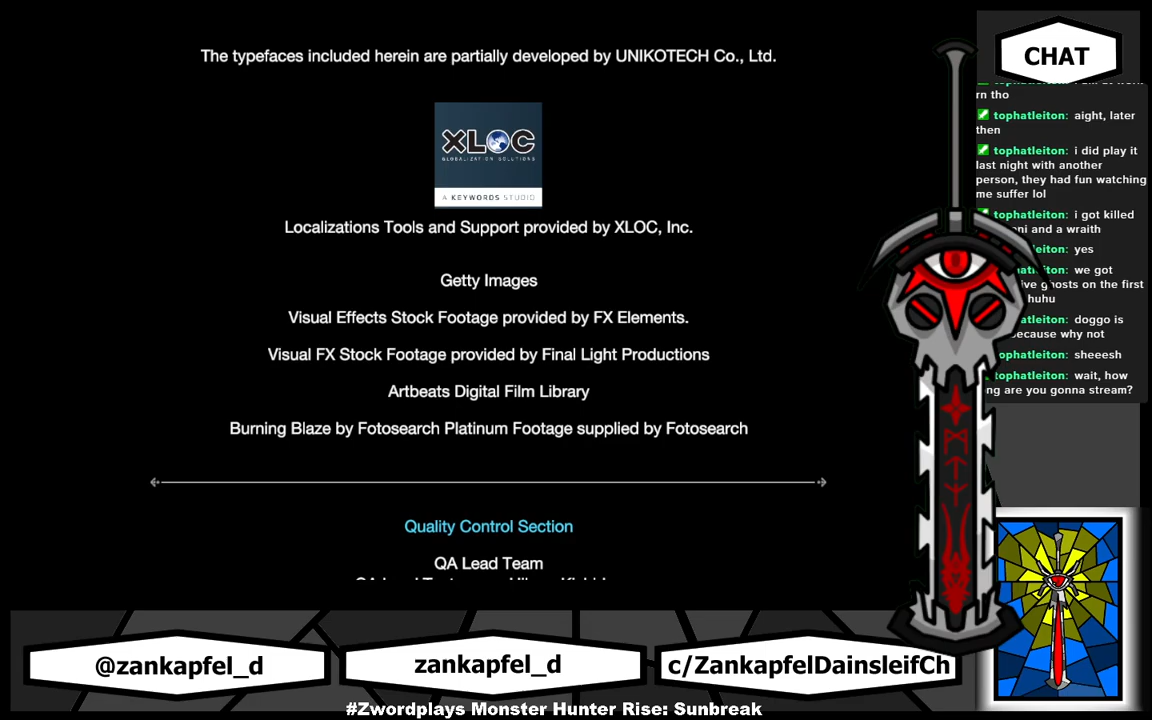 The typefaces included herein are partially developed by UNIKOTECH Co., Ltd.
XLOC
GLOBALIZATION SOLUTIONS
A KEYWORDS STUDIO
Localizations Tools and Support provided by XLOC, Inc.
Getty Images
Visual Effects Stock Footage provided by FX Elements.
Visual FX Stock Footage provided by Final Light Productions
Artbeats Digital Film Library
Burning Blaze by Fotosearch Platinum Footage supplied by Fotosearch
Quality Control Section
QA Lead Team
CHAT
rn tho
tophatleiton: aight, later
then
tophatleiton: i did play it
last night with another
person, they had fun watching
me suffer lol
tophatleiton: i got killed
and a wraith
tophatleiton: yes
we got
ghosts on the first
huhu
doggo is
because why not
sheeesh
tophatleiton: wait, how
are you gonna stream?
@zankapfel_d
zankapfel_d
c/ZankapfelDainsleifCh
#Zwordplays Monster Hunter Rise: Sunbreak